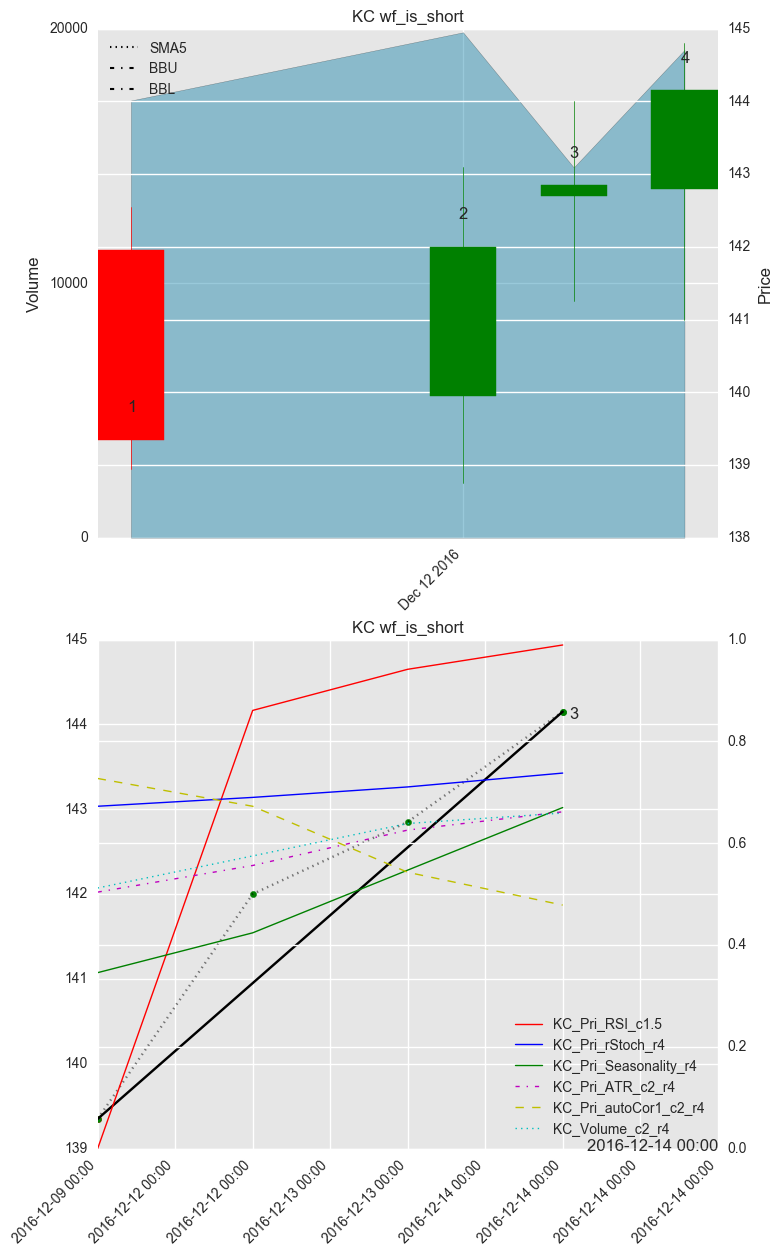 KC wf_is_short
20000
145
SMA5
BBU
BBL
4
144
3
143
2
142
Volume
10000
Price
141
1
140
139
0
138
Dec 12 2016
KC wf_is_short
145
1.0
144
3
0.8
143
142
0.6
141
0.4
KC_Pri_RSI_c1.5
KC_Pri_rStoch_r4
0.2
KC_Pri_Seasonality_r4
140
KC_Pri_ATR_c2_r4
KC_Pri_autoCor1_c2_r4
KC_Volume_c2_r4
2016-12-14 00:00
139
0.0
2016-12-09 00:00
2016-12-12 00:00
2016-12-12 00:00
2016-12-13 00:00
2016-12-13 00:00
2016-12-14 00:00
2016-12-14 00:00
2016-12-14 00:00
2016-12-14 00:00